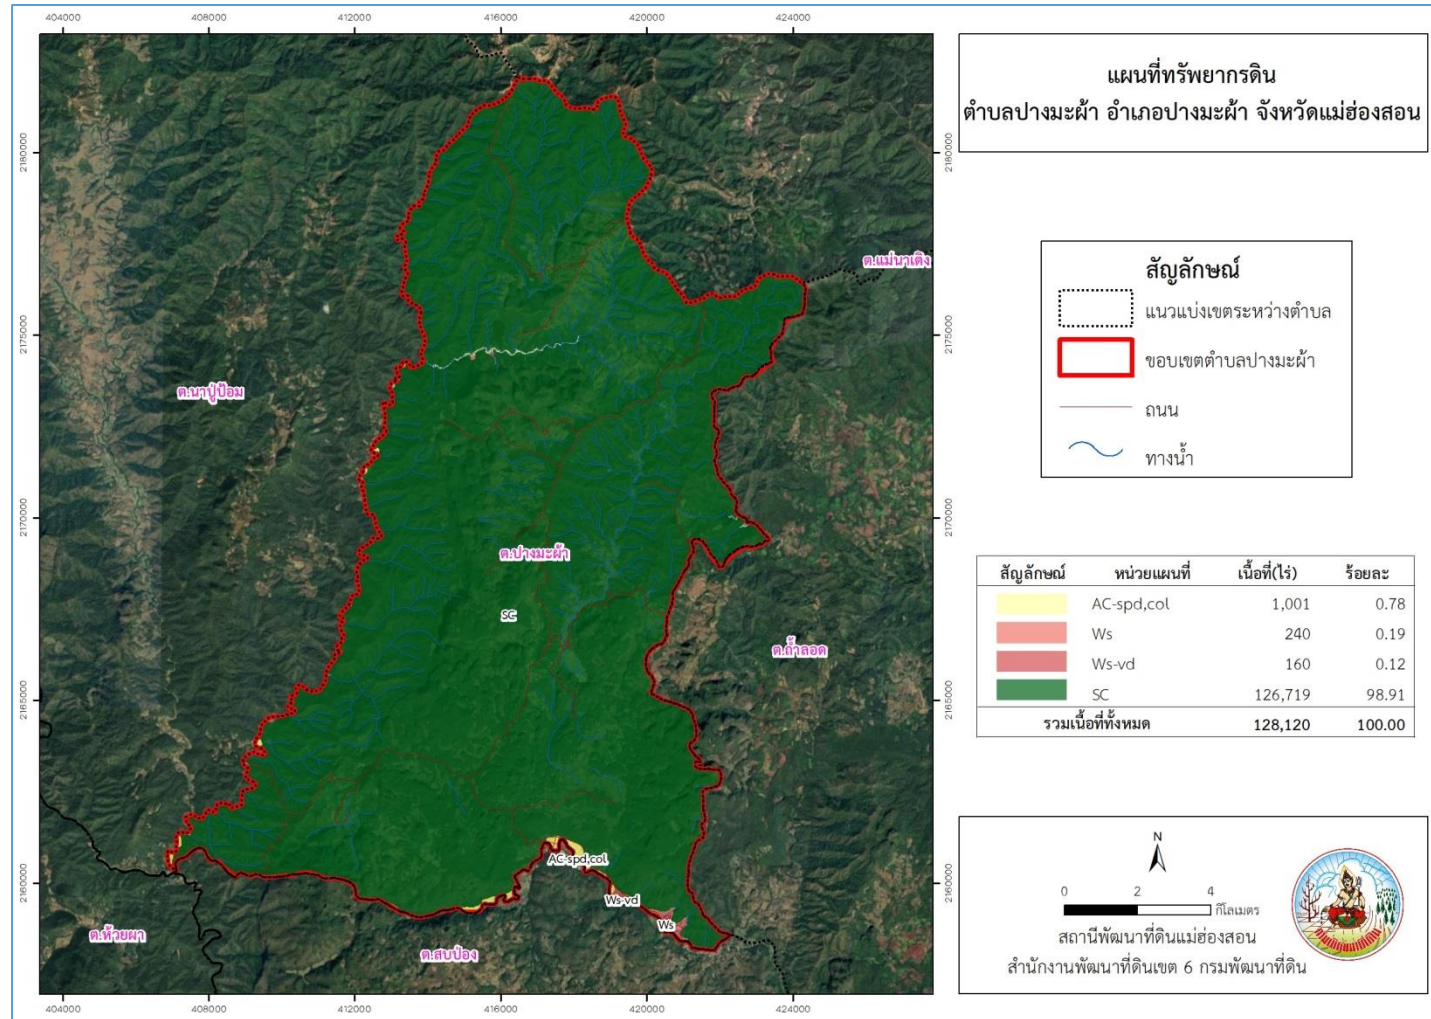 404000 408000 412000 416000 420000 424000
แผนที่ทรัพยากรดิน
ตำบลปางมะผ้า อำเภอปางมะผ้า จังหวัดแม่ฮ่องสอน
2180000 2180000
ต.แม่นาเติง
สัญลักษณ์
แนวแบ่งเขตระหว่างตำบล
ขอบเขตตำบลปางมะผ้า
ถนน
ทางน้ำ
2175000 2175000
ต.นาปู่ป้อม
2170000 2170000
ต.ปางมะผ้า
SC
ต.ถ้ำลอด
สัญลักษณ์ หน่วยแผนที่ เนื้อที่(ไร่) ร้อยละ
AC-spd,col 1,001 0.78
Ws 240 0.19
Ws-vd 160 0.12
SC 126,719 98.91
รวมเนื้อที่ทั้งหมด 128,120 100.00
2165000 2165000
AC-spd,col
2160000 2160000
Ws-vd
Ws
ต.ห้วยผา
ต.สบป่อง
N
0 2 4
กิโลเมตร
สถานีพัฒนาที่ดินแม่ฮ่องสอน
สำนักงานพัฒนาที่ดินเขต 6 กรมพัฒนาที่ดิน
404000 408000 412000 416000 420000 424000